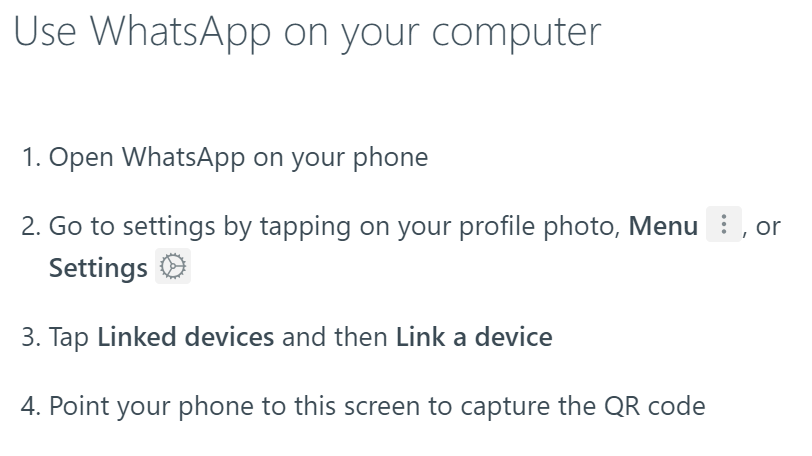 Use WhatsApp on your computer
1. Open WhatsApp on your phone
2. Go to settings by tapping on your profile photo, Menu , or
Settings
3. Tap Linked devices and then Link a device
4. Point your phone to this screen to capture the QR code